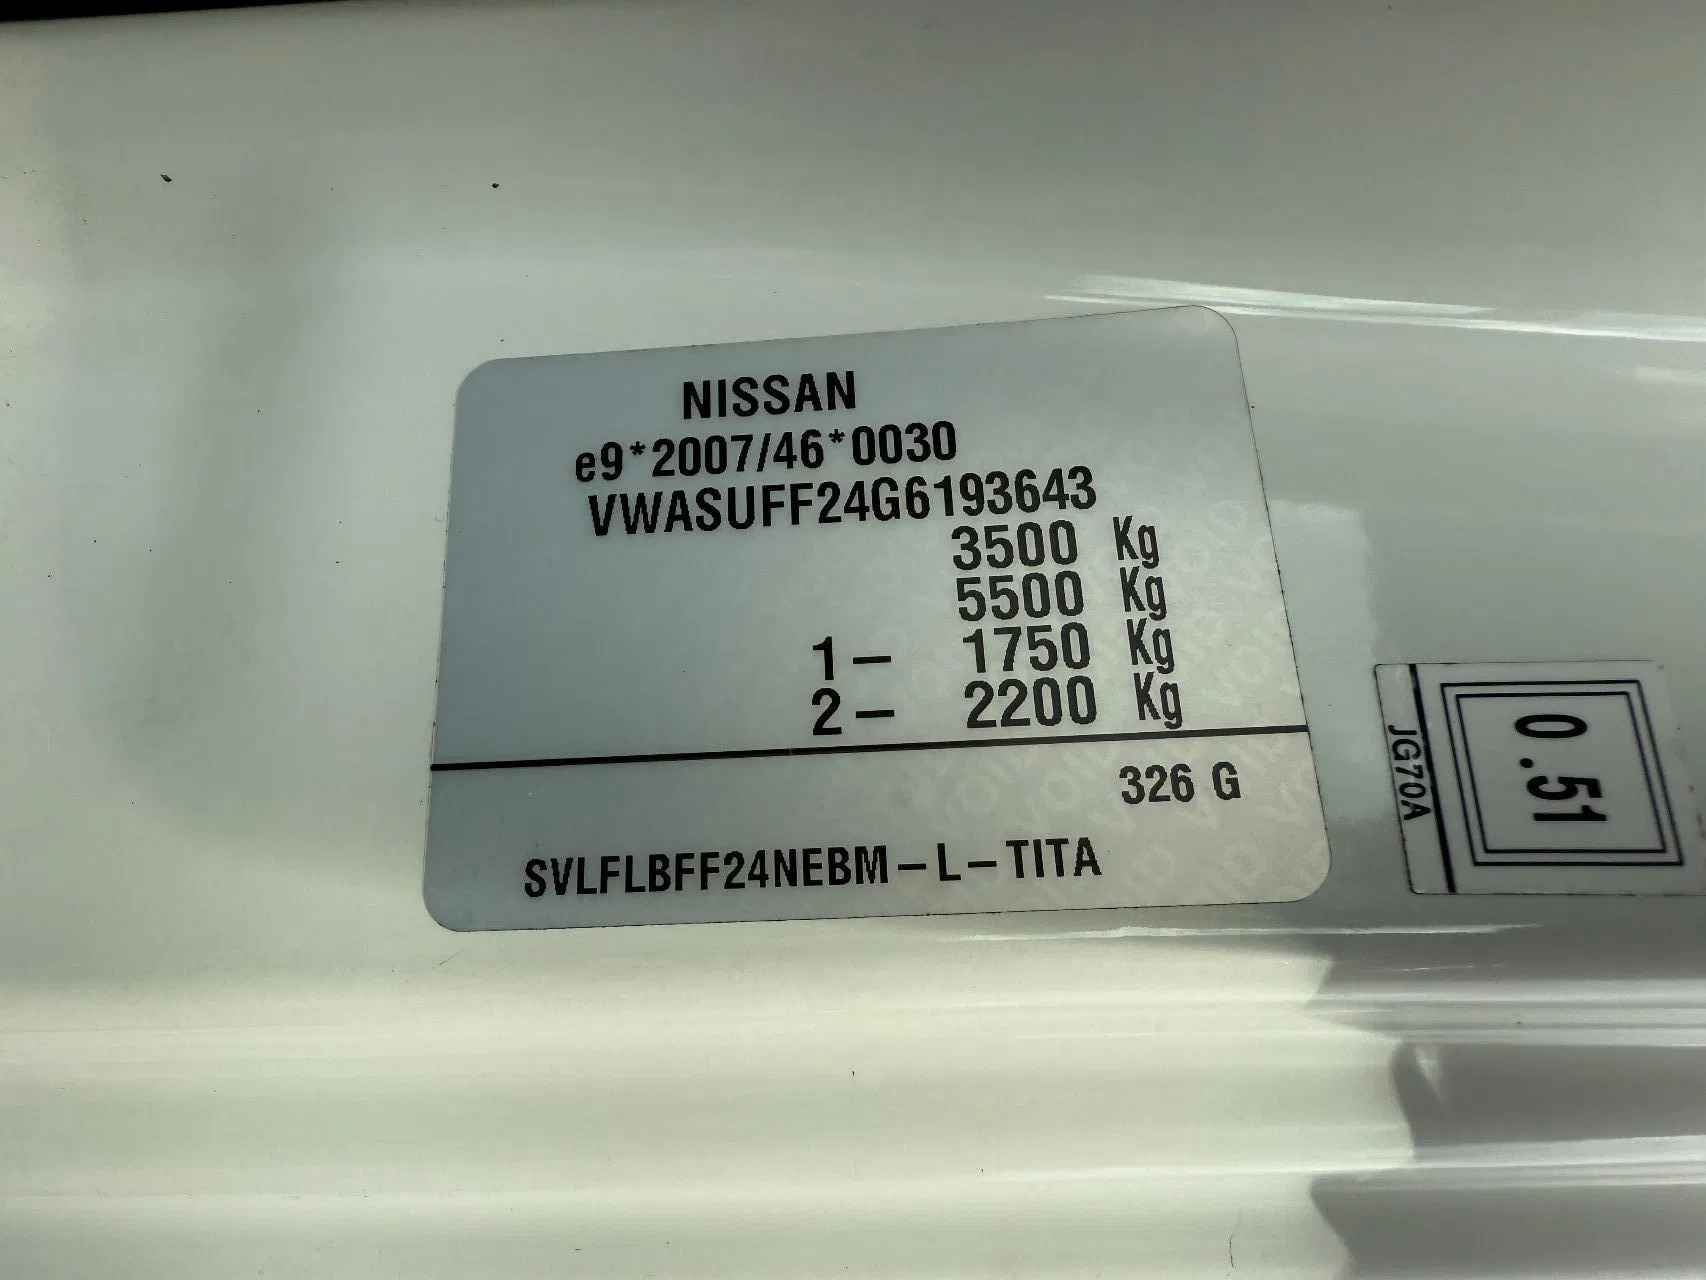 NISSAN
e9*2007/46*0030
VWASUFF24G6193643
3500 Kg
5500 Kg
1– 1750 Kg
2– 2200 Kg
326 G
SVLFLBFF24NEBM–L–TITA
0.51
JG70A